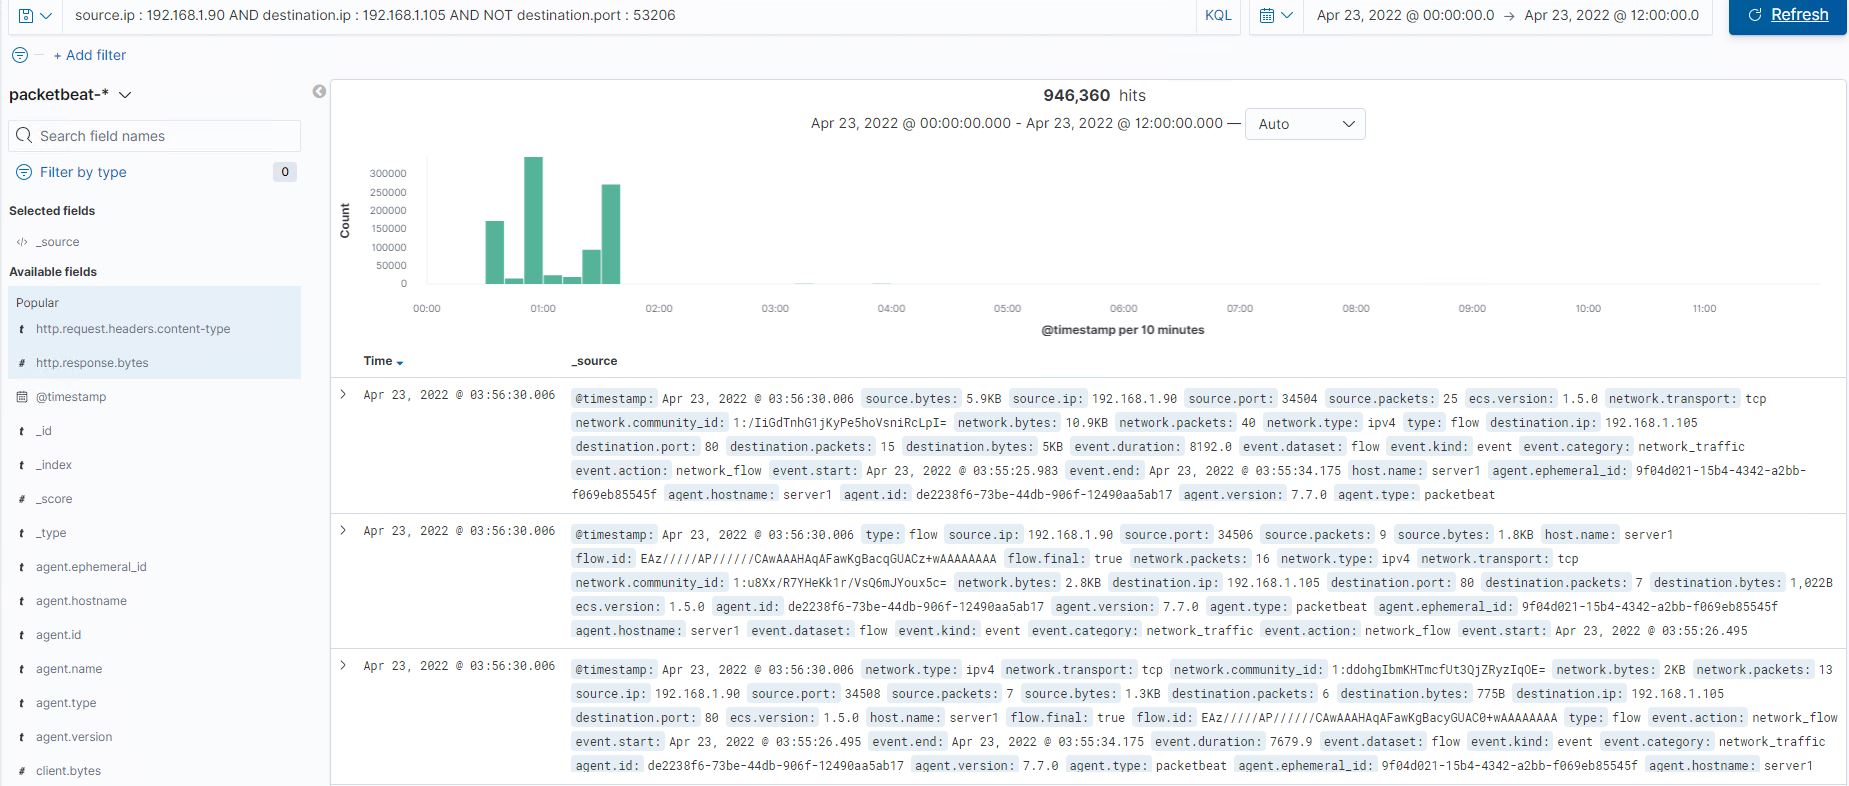 source.ip : 192.168.1.90 AND destination.ip : 192.168.1.105 AND NOT destination.port : 53206
KQL
Apr 23, 2022 @ 00:00:00.0 → Apr 23, 2022 @ 12:00:00.0
Refresh
+ Add filter
packetbeat-*
Search field names
Filter by type 0
Selected fields
</> _source
Available fields
Popular
t http.request.headers.content-type
# http.response.bytes
@timestamp
t _id
t _index
# _score
t _type
t agent.ephemeral_id
t agent.hostname
t agent.id
t agent.name
t agent.type
t agent.version
# client.bytes
946,360 hits
Apr 23, 2022 @ 00:00:00.000 - Apr 23, 2022 @ 12:00:00.000 — Auto
Count
300000
250000
200000
150000
100000
50000
0
00:00 01:00 02:00 03:00 04:00 05:00 06:00 07:00 08:00 09:00 10:00 11:00
@timestamp per 10 minutes
Time _source
Apr 23, 2022 @ 03:56:30.006 @timestamp: Apr 23, 2022 @ 03:56:30.006 source.bytes: 5.9KB source.ip: 192.168.1.90 source.port: 34504 source.packets: 25 ecs.version: 1.5.0 network.transport: tcp
network.community_id: 1:/IiGdTnhG1jKyPe5hoVsniRcLpI= network.bytes: 10.9KB network.packets: 40 network.type: ipv4 type: flow destination.ip: 192.168.1.105
destination.port: 80 destination.packets: 15 destination.bytes: 5KB event.duration: 8192.0 event.dataset: flow event.kind: event event.category: network_traffic
event.action: network_flow event.start: Apr 23, 2022 @ 03:55:25.983 event.end: Apr 23, 2022 @ 03:55:34.175 host.name: server1 agent.ephemeral_id: 9f04d021-15b4-4342-a2bb-
f069eb85545f agent.hostname: server1 agent.id: de2238f6-73be-44db-906f-12490aa5ab17 agent.version: 7.7.0 agent.type: packetbeat
Apr 23, 2022 @ 03:56:30.006 @timestamp: Apr 23, 2022 @ 03:56:30.006 type: flow source.ip: 192.168.1.90 source.port: 34506 source.packets: 9 source.bytes: 1.8KB host.name: server1
flow.id: EAz/////AP//////CAwAAAHAqAFawKgBacqGUACz+wAAAAAAAA flow.final: true network.packets: 16 network.type: ipv4 network.transport: tcp
network.community_id: 1:u8Xx/R7YHeKk1r/VsQ6mJYoux5c= network.bytes: 2.8KB destination.ip: 192.168.1.105 destination.port: 80 destination.packets: 7 destination.bytes: 1,022B
ecs.version: 1.5.0 agent.id: de2238f6-73be-44db-906f-12490aa5ab17 agent.version: 7.7.0 agent.type: packetbeat agent.ephemeral_id: 9f04d021-15b4-4342-a2bb-f069eb85545f
agent.hostname: server1 event.dataset: flow event.kind: event event.category: network_traffic event.action: network_flow event.start: Apr 23, 2022 @ 03:55:26.495
Apr 23, 2022 @ 03:56:30.006 @timestamp: Apr 23, 2022 @ 03:56:30.006 network.type: ipv4 network.transport: tcp network.community_id: 1:ddohgIbmKHTmcfUt3QjZRyzIqOE= network.bytes: 2KB network.packets: 13
source.ip: 192.168.1.90 source.port: 34508 source.packets: 7 source.bytes: 1.3KB destination.packets: 6 destination.bytes: 775B destination.ip: 192.168.1.105
destination.port: 80 ecs.version: 1.5.0 host.name: server1 flow.final: true flow.id: EAz/////AP//////CAwAAAHAqAFawKgBacyGUAC0+wAAAAAAAA type: flow event.action: network_flow
event.start: Apr 23, 2022 @ 03:55:26.495 event.end: Apr 23, 2022 @ 03:55:34.175 event.duration: 7679.9 event.dataset: flow event.kind: event event.category: network_traffic
agent.id: de2238f6-73be-44db-906f-12490aa5ab17 agent.version: 7.7.0 agent.type: packetbeat agent.ephemeral_id: 9f04d021-15b4-4342-a2bb-f069eb85545f agent.hostname: server1